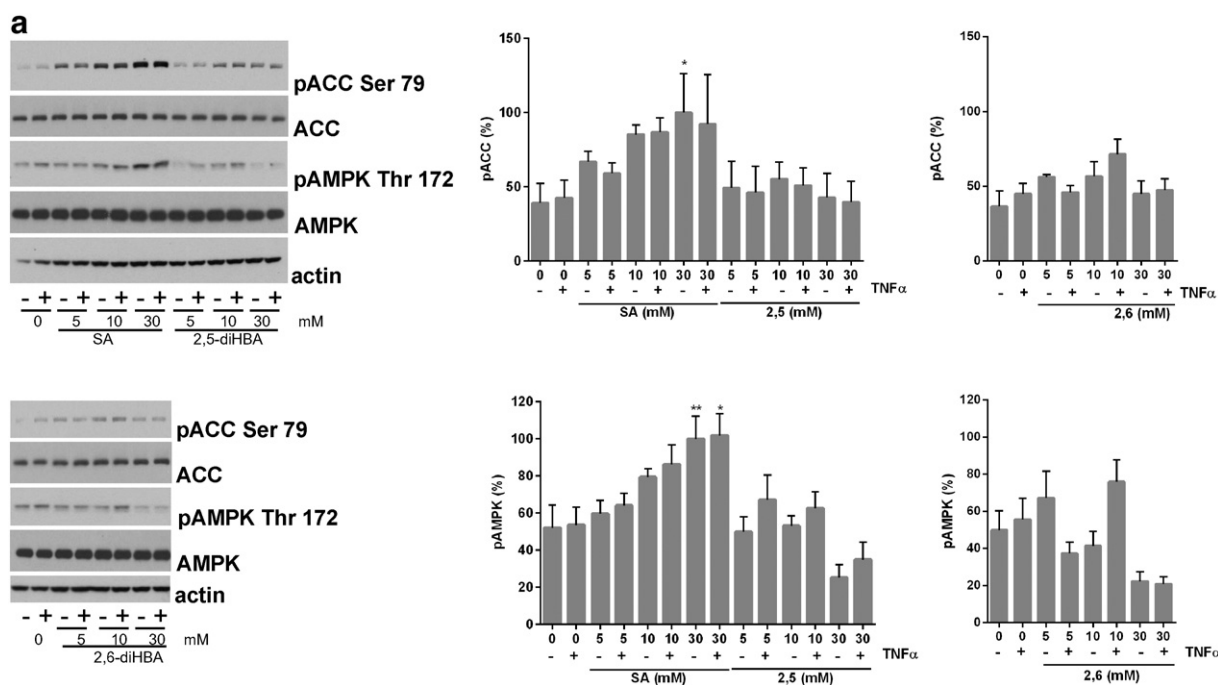 a
pACC Ser 79
ACC
pAMPK Thr 172
AMPK
actin
- + - + - + - + - + - + - +
0 5 10 30 5 10 30 mM
SA 2,5-diHBA
150
100
50
0
pACC (%)
*
0 0 5 5 10 10 30 30 5 5 10 10 30 30
- + - + - + - + - + - + - + TNFα
SA (mM) 2,5 (mM)
150
100
50
0
pACC (%)
0 0 5 5 10 10 30 30
- + - + - + - + TNFα
2,6 (mM)
pACC Ser 79
ACC
pAMPK Thr 172
AMPK
actin
- + - + - + - +
0 5 10 30 mM
2,6-diHBA
120
100
80
60
40
20
0
pAMPK (%)
** *
0 0 5 5 10 10 30 30 5 5 10 10 30 30
- + - + - + - + - + - + - + TNFα
SA (mM) 2,5 (mM)
120
100
80
60
40
20
0
pAMPK (%)
0 0 5 5 10 10 30 30
- + - + - + - + TNFα
2,6 (mM)